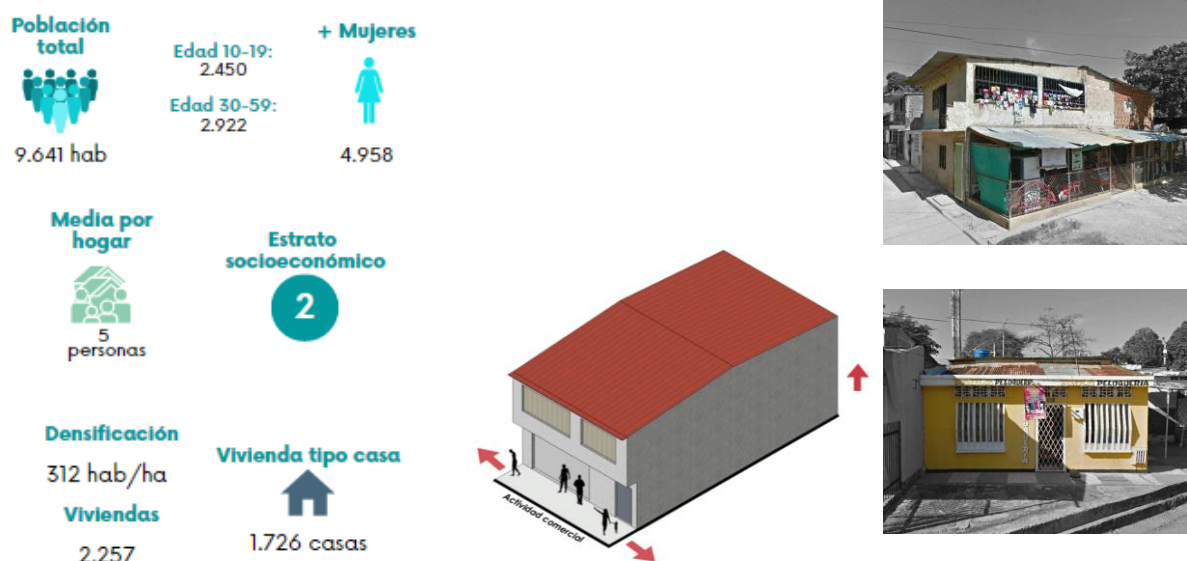 Población
total
9.641 hab
Edad 10-19:
2.450
Edad 30-59:
2.922
+ Mujeres
4.958
Media por
hogar
5
personas
Estrato
socioeconómico
2
Densificación
312 hab/ha
Viviendas
2.257
Vivienda tipo casa
1.726 casas
Actividad comercial
PELUQUERIA